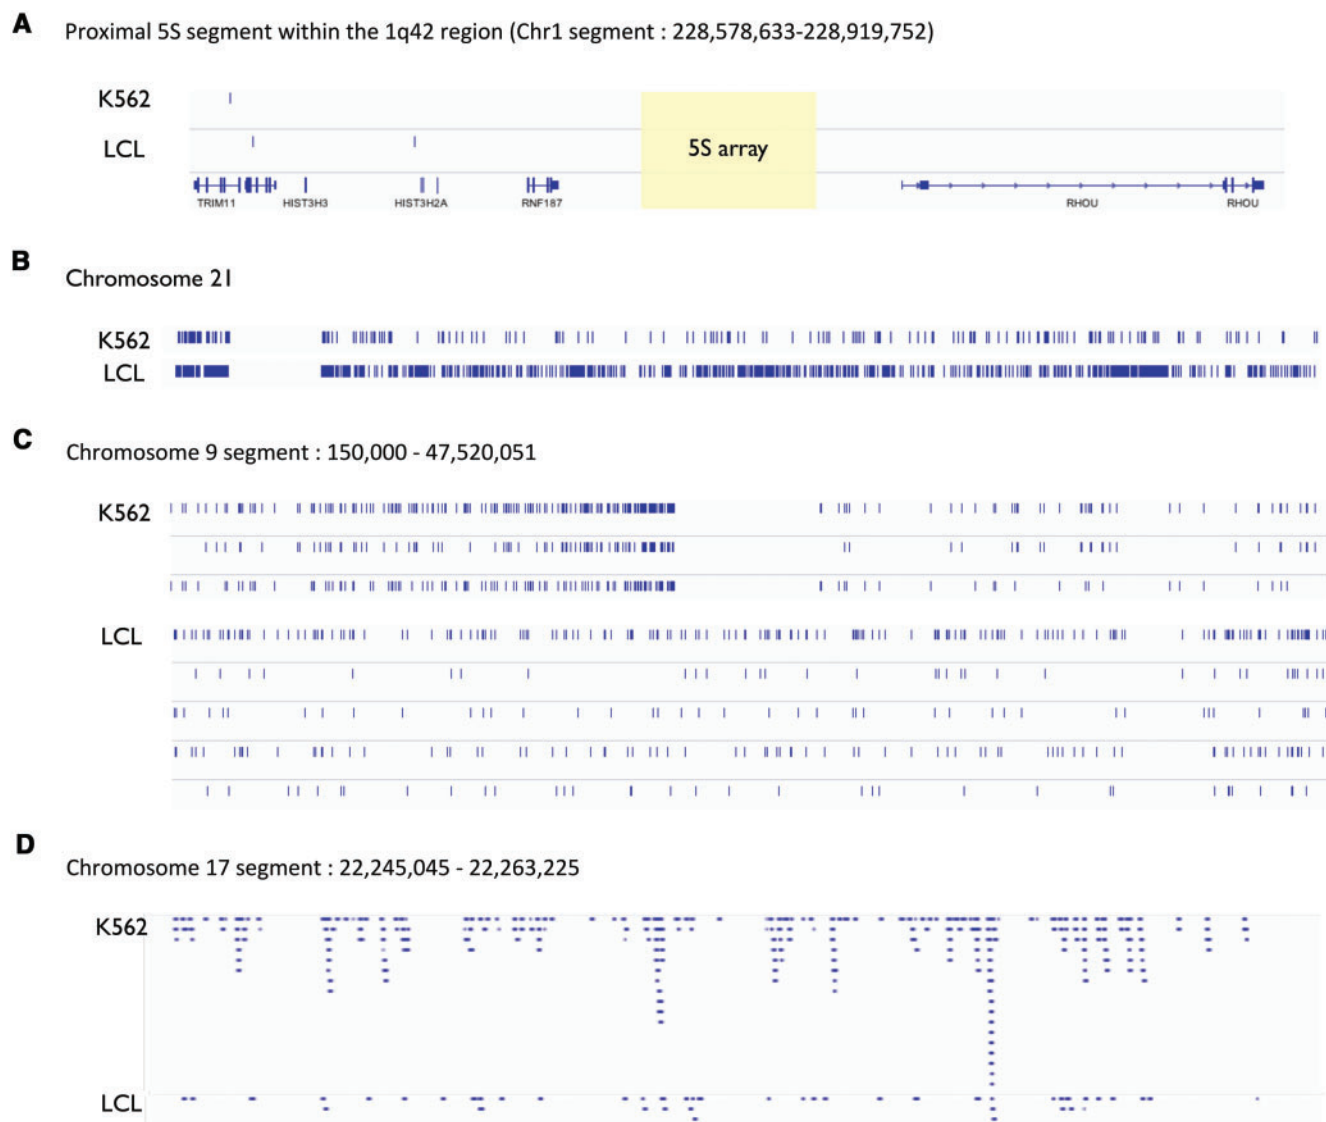 A Proximal 5S segment within the 1q42 region (Chr1 segment : 228,578,633-228,919,752)
K562
LCL
5S array
TRIM11 HIST3H3 HIST3H2A RNF187 RHOU RHOU
B Chromosome 21
K562
LCL
C Chromosome 9 segment : 150,000 - 47,520,051
K562
LCL
D Chromosome 17 segment : 22,245,045 - 22,263,225
K562
LCL